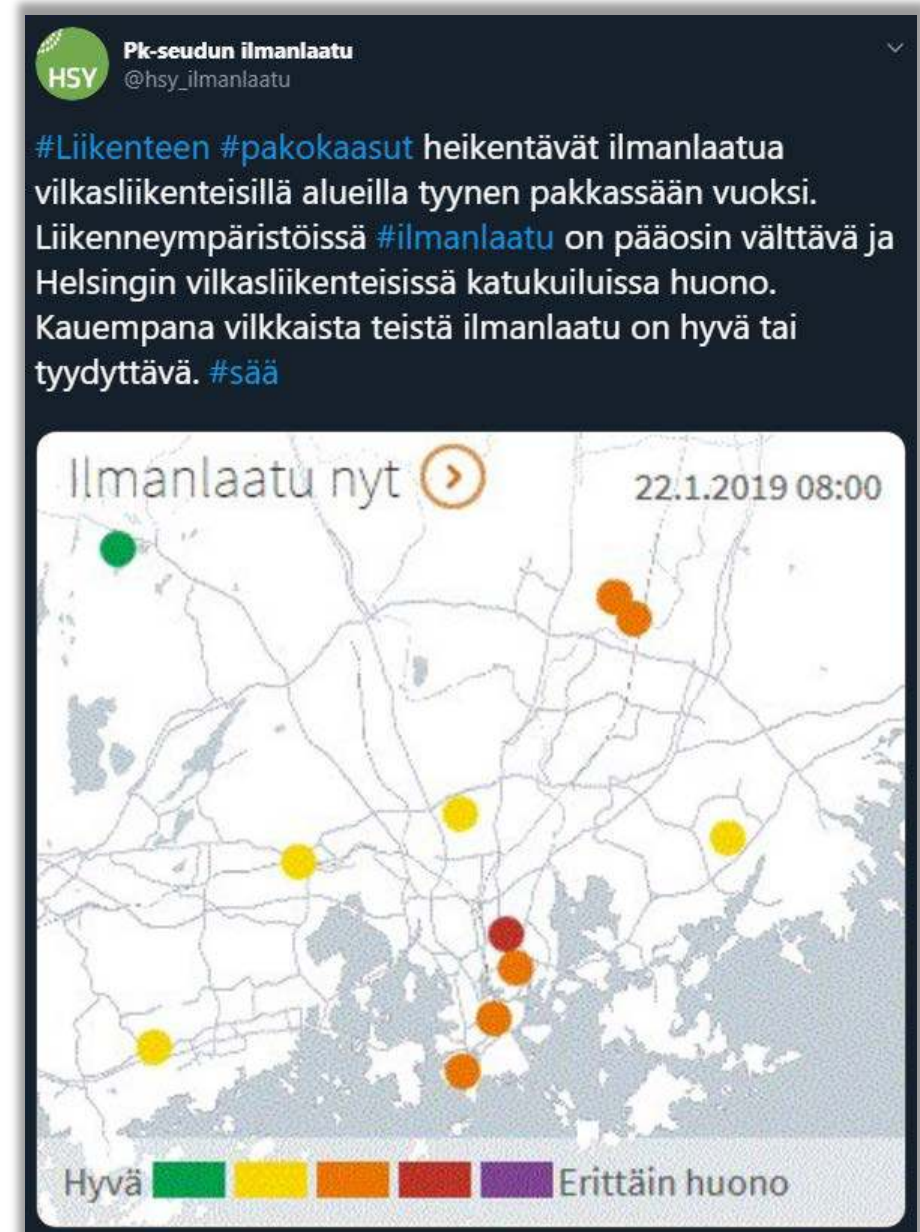 HSY
Pk-seudun ilmanlaatu
@hsy_ilmanlaatu
#Liikenteen #pakokaasut heikentävät ilmanlaatua
vilkasliikenteisillä alueilla tyynen pakkassään vuoksi.
Liikenneympäristöissä #ilmanlaatu on pääosin välttävä ja
Helsingin vilkasliikenteisissä katukuiluissa huono.
Kauempana vilkkaista teistä ilmanlaatu on hyvä tai
tyydyttävä. #sää
Ilmanlaatu nyt
22.1.2019 08:00
Hyvä
Erittäin huono